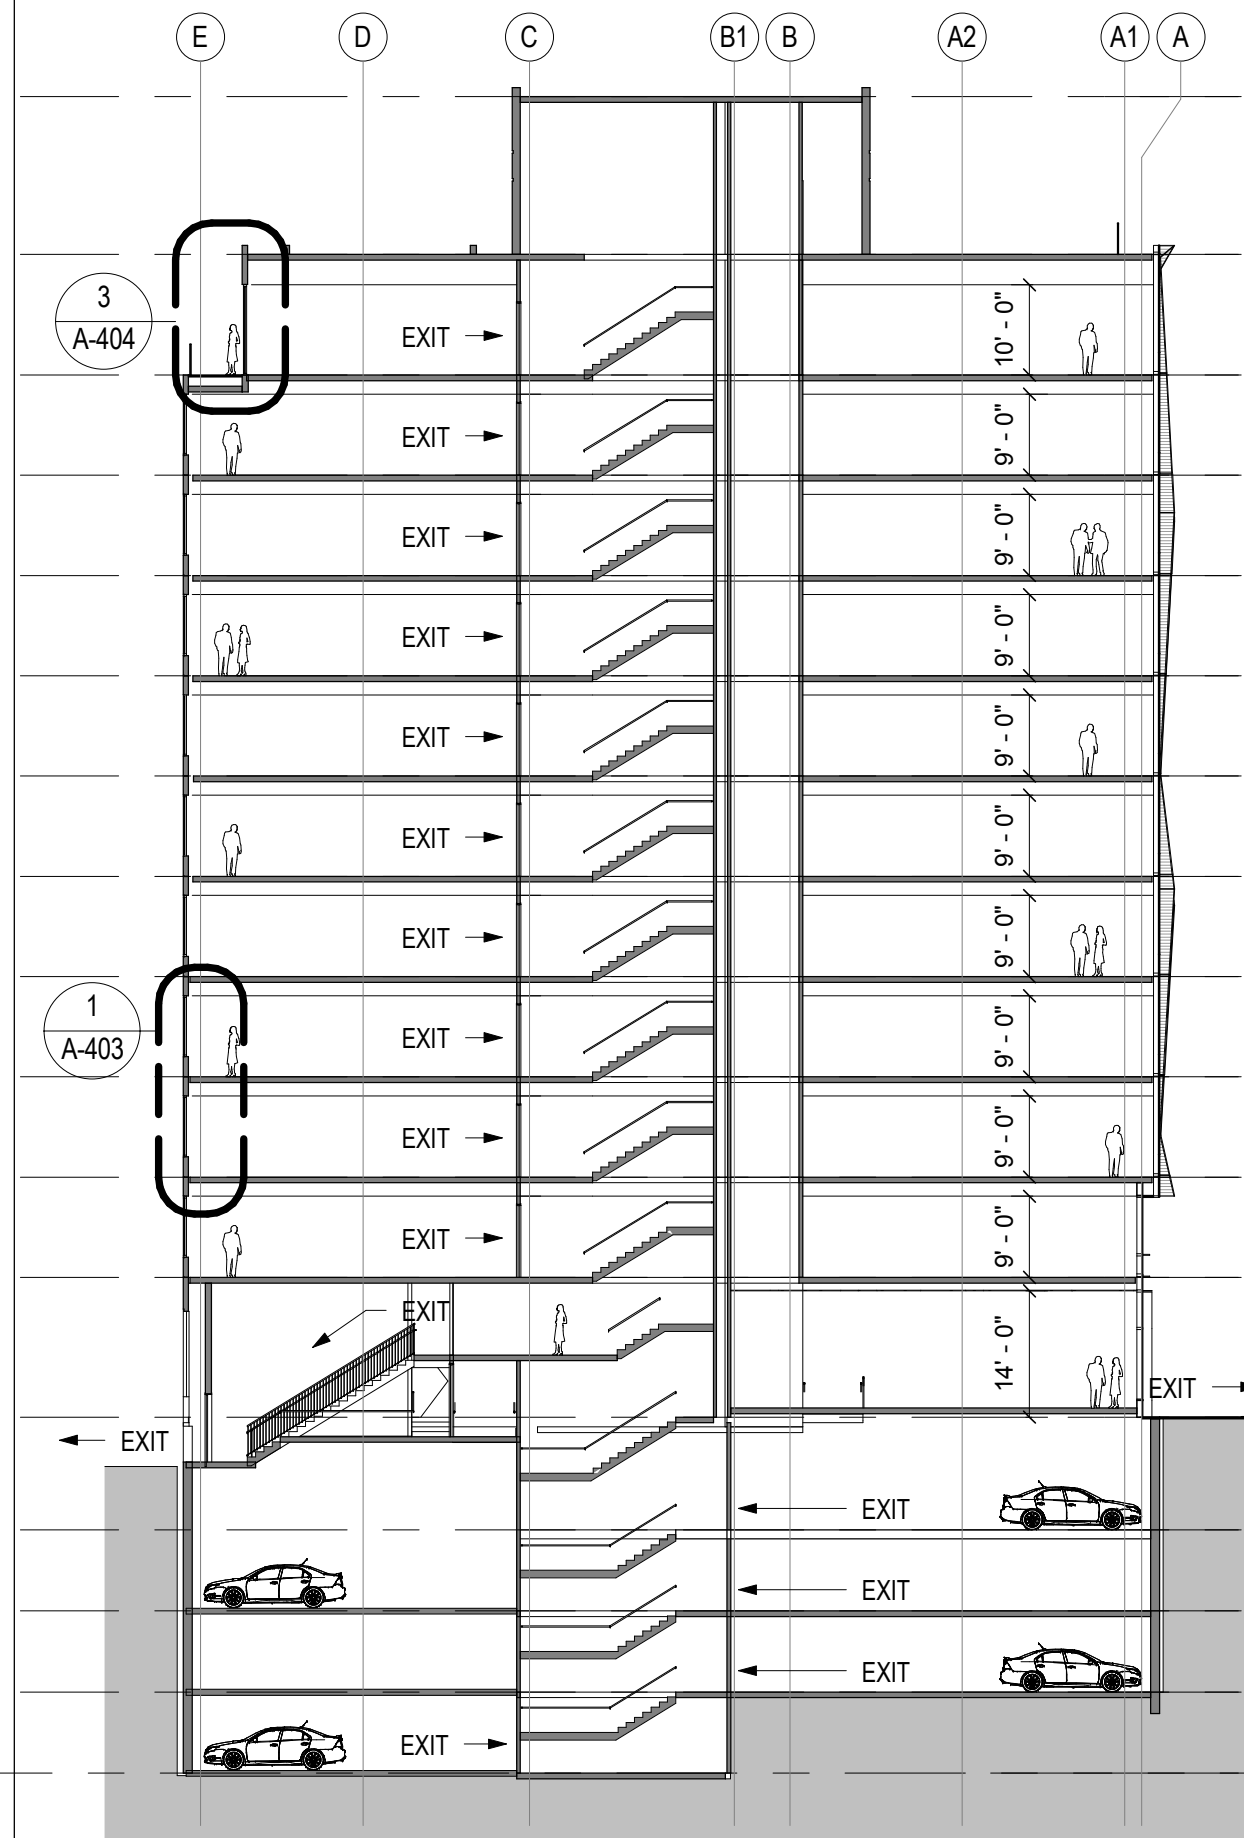 E D C B1 B A2 A1 A
3
A-404
EXIT 10' - 0"
EXIT 9' - 0"
EXIT 9' - 0"
EXIT 9' - 0"
EXIT 9' - 0"
EXIT 9' - 0"
EXIT 9' - 0"
1
A-403
EXIT 9' - 0"
EXIT 9' - 0"
EXIT 9' - 0"
EXIT
14' - 0"
EXIT
EXIT
EXIT
EXIT
EXIT
EXIT